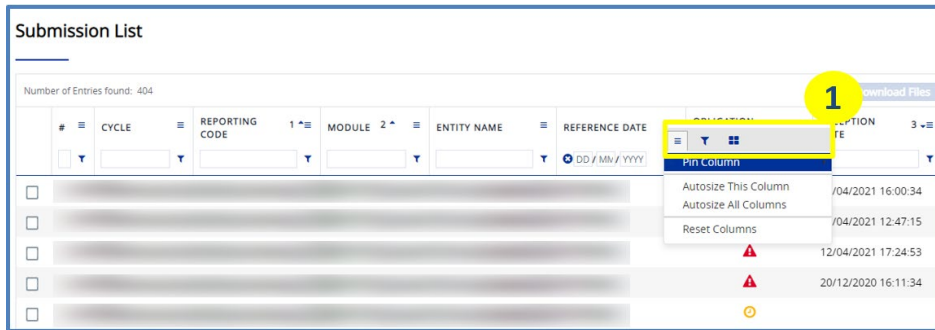 Submission List
Number of Entries found: 404
1
ownload Files
# CYCLE REPORTING CODE 1 MODULE 2 ENTITY NAME REFERENCE DATE 3
DD / MM / YYYY
Pin Column
Autosize This Column
Autosize All Columns
Reset Columns
/04/2021 16:00:34
/04/2021 12:47:15
12/04/2021 17:24:53
20/12/2020 16:11:34